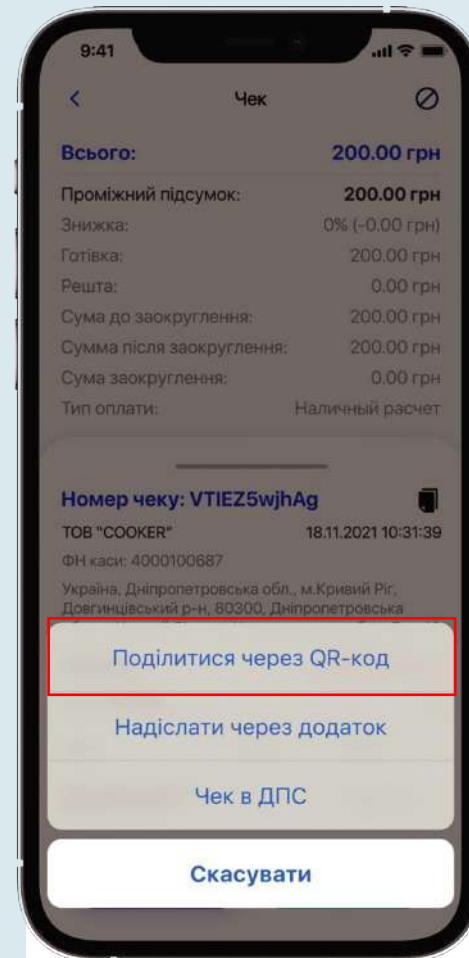 9:41
Чек
Всього: 200.00 грн
Проміжний підсумок: 200.00 грн
Знижка: 0% (-0.00 грн)
Готівка: 200.00 грн
Решта: 0.00 грн
Сума до заокруглення: 200.00 грн
Сумма після заокруглення: 200.00 грн
Сума заокруглення: 0.00 грн
Тип оплати: Наличный расчет
Номер чеку: VTIEZ5wjhAg
ТОВ "COOKER" 18.11.2021 10:31:39
ФН каси: 4000100687
Україна, Дніпропетровська обл., м.Кривий Ріг,
Довгинцівський р-н, 80300, Дніпропетровська
Поділитися через QR-код
Надіслати через додаток
Чек в ДПС
Скасувати